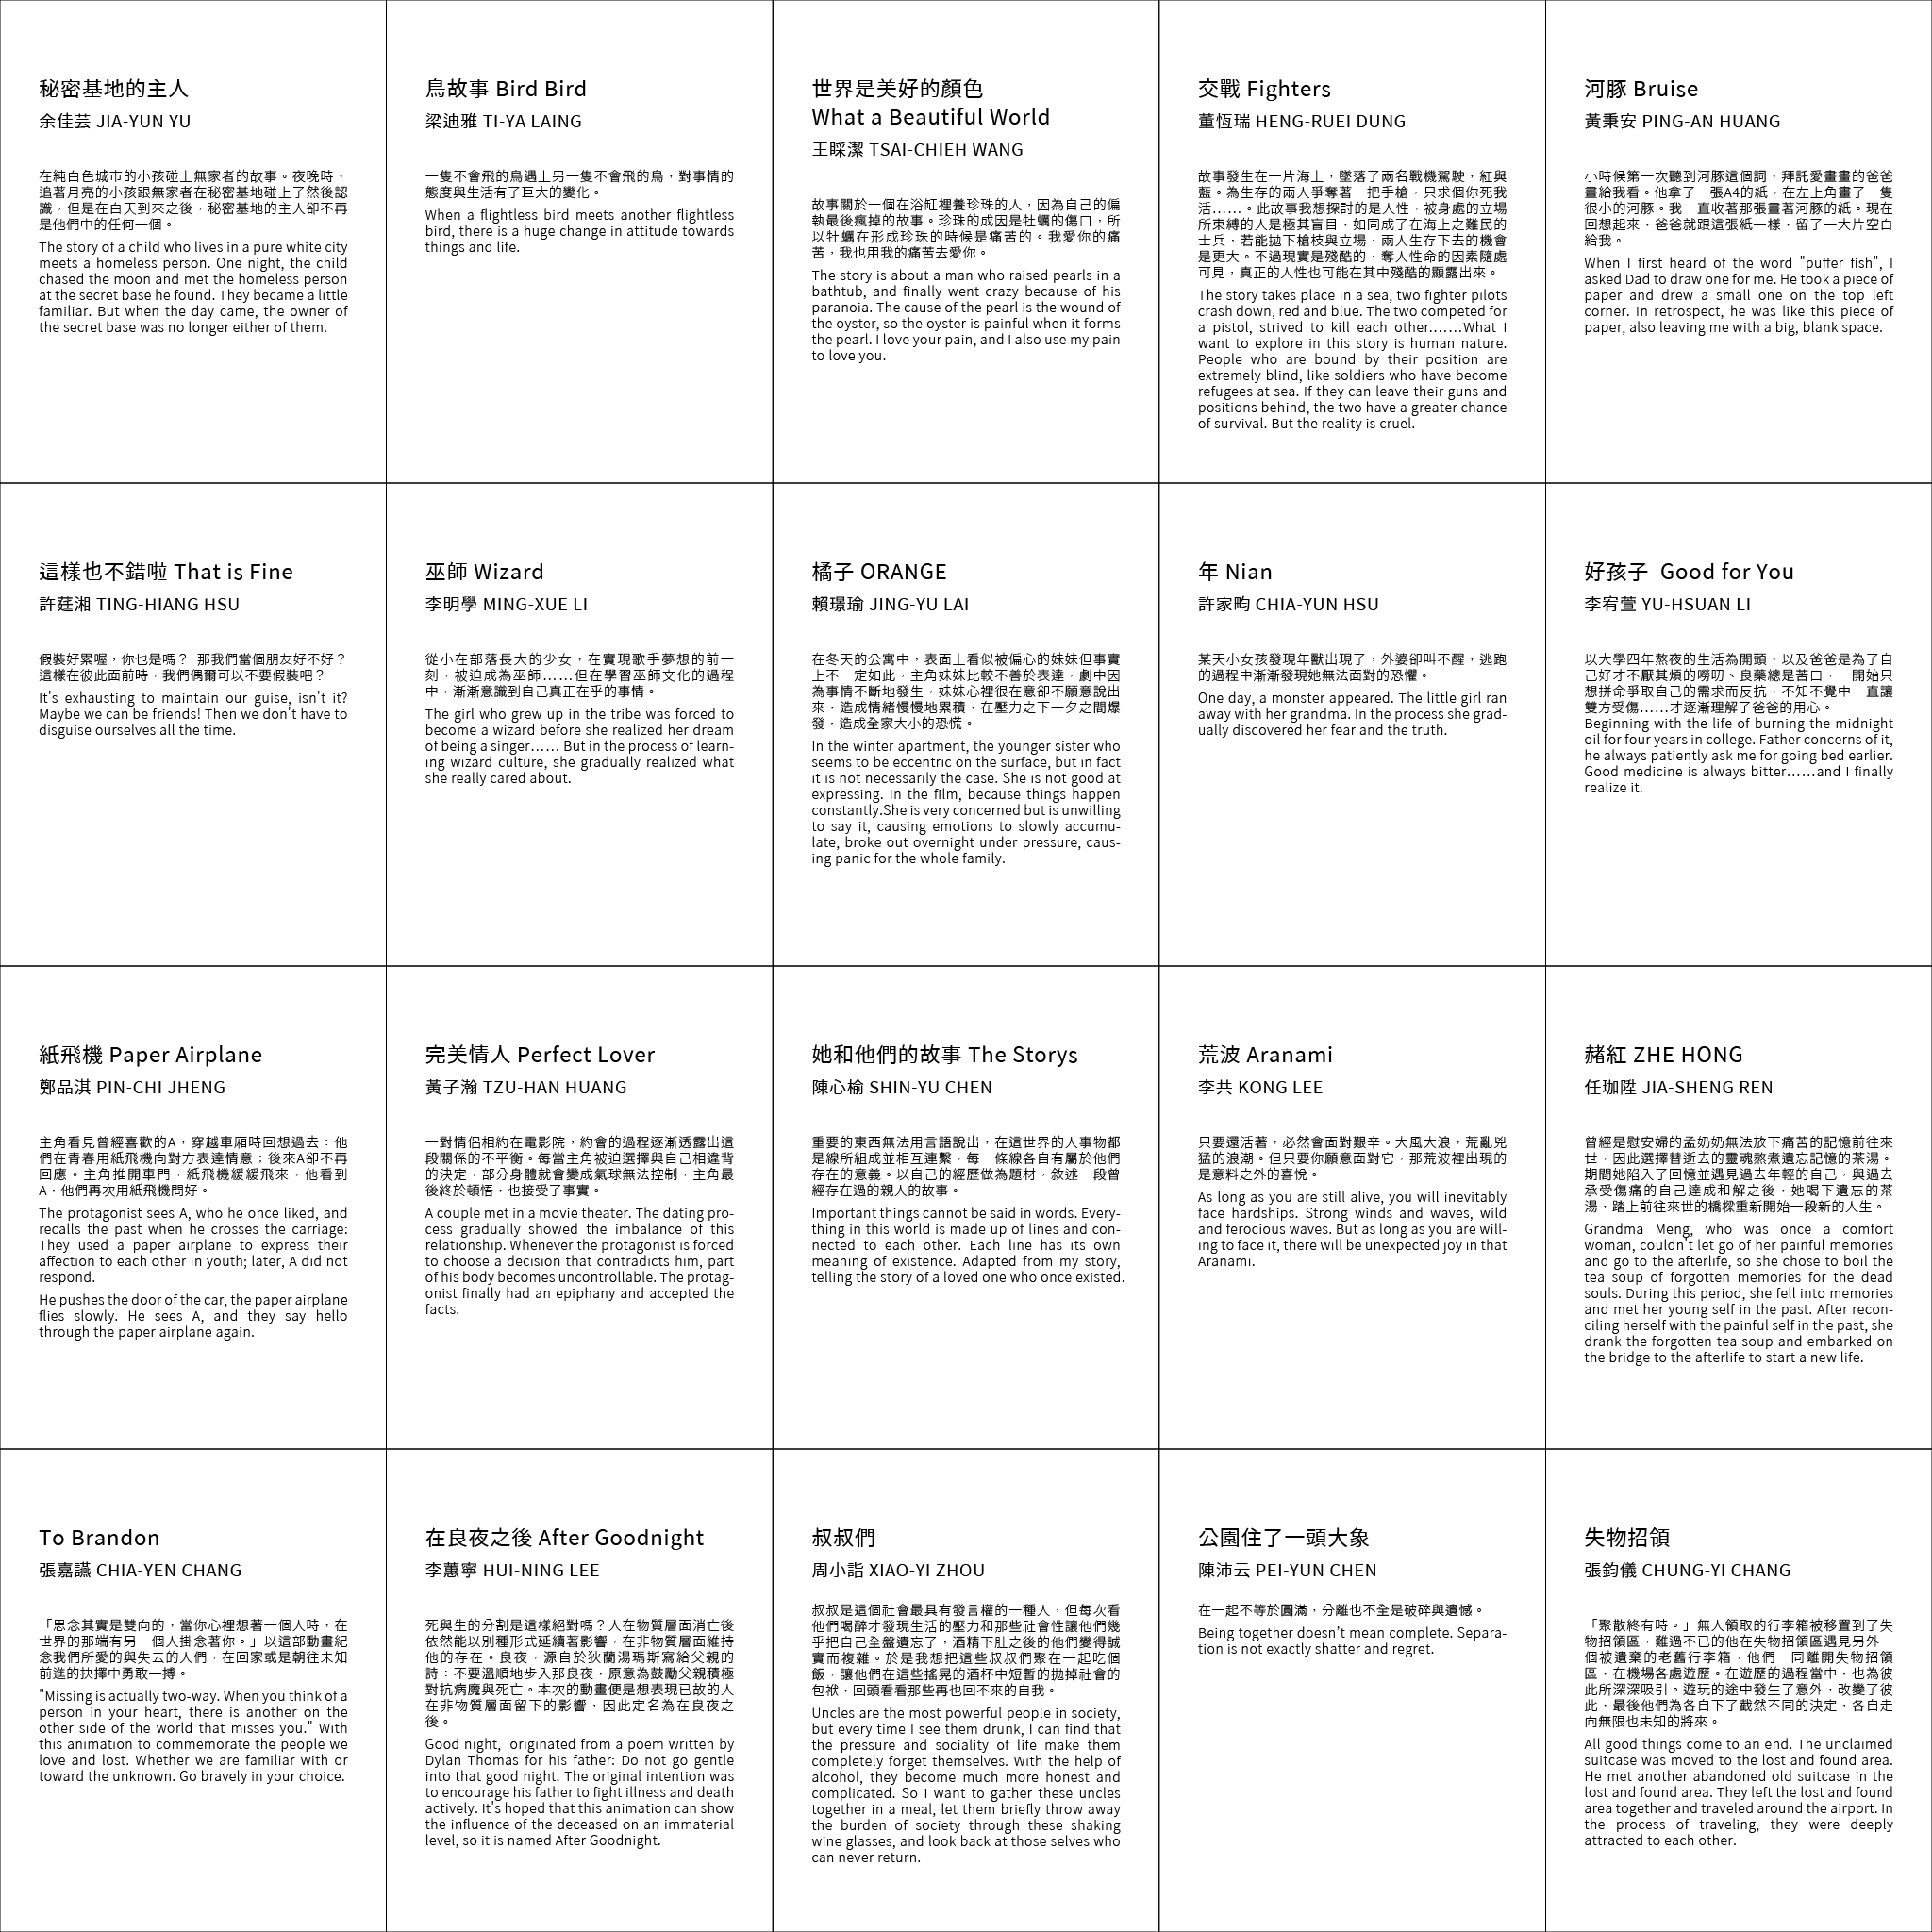 秘密基地的主人
余佳芸 JIA-YUN YU
在純白色城市的小孩碰上無家者的故事。夜晚時，
追著月亮的小孩跟無家者在秘密基地碰上了然後認
識，但是在白天到來之後，秘密基地的主人卻不再
是他們中的任何一個。
The story of a child who lives in a pure white city
meets a homeless person. One night, the child
chased the moon and met the homeless person
at the secret base he found. They became a little
familiar. But when the day came, the owner of
the secret base was no longer either of them.
鳥故事 Bird Bird
梁迪雅 TI-YA LAING
一隻不會飛的鳥遇上另一隻不會飛的鳥，對事情的
態度與生活有了巨大的變化。
When a flightless bird meets another flightless
bird, there is a huge change in attitude towards
things and life.
世界是美好的顏色
What a Beautiful World
王睬潔 TSAI-CHIEH WANG
故事關於一個在浴缸裡養珍珠的人，因為自己的偏
執最後瘋掉的故事。珍珠的成因是牡蠣的傷口，所
以牡蠣在形成珍珠的時候是痛苦的。我愛你的痛
苦，我也用我的痛苦去愛你。
The story is about a man who raised pearls in a
bathtub, and finally went crazy because of his
paranoia. The cause of the pearl is the wound of
the oyster, so the oyster is painful when it forms
the pearl. I love your pain, and I also use my pain
to love you.
交戰 Fighters
董恆瑞 HENG-RUEI DUNG
故事發生在一片海上，墜落了兩名戰機駕駛，紅與
藍。為生存的兩人爭奪著一把手槍，只求個你死我
活……。此故事我想探討的是人性，被身處的立場
所束縛的人是極其盲目，如同成了在海上之難民的
士兵，若能拋下槍枝與立場，兩人生存下去的機會
是更大。不過現實是殘酷的，奪人性命的因素隨處
可見，真正的人性也可能在其中殘酷的顯露出來。
The story takes place in a sea, two fighter pilots
crash down, red and blue. The two competed for
a pistol, strived to kill each other.……What I
want to explore in this story is human nature.
People who are bound by their position are
extremely blind, like soldiers who have become
refugees at sea. If they can leave their guns and
positions behind, the two have a greater chance
of survival. But the reality is cruel.
河豚 Bruise
黃秉安 PING-AN HUANG
小時候第一次聽到河豚這個詞，拜託愛畫畫的爸爸
畫給我看。他拿了一張A4的紙，在左上角畫了一隻
很小的河豚。我一直收著那張畫著河豚的紙。現在
回想起來，爸爸就跟這張紙一樣，留了一大片空白
給我。
When I first heard of the word "puffer fish", I
asked Dad to draw one for me. He took a piece of
paper and drew a small one on the top left
corner. In retrospect, he was like this piece of
paper, also leaving me with a big, blank space.
這樣也不錯啦 That is Fine
許莛湘 TING-HIANG HSU
假裝好累喔，你也是嗎？ 那我們當個朋友好不好？
這樣在彼此面前時，我們偶爾可以不要假裝吧？
It's exhausting to maintain our guise, isn't it?
Maybe we can be friends! Then we don't have to
disguise ourselves all the time.
巫師 Wizard
李明學 MING-XUE LI
從小在部落長大的少女，在實現歌手夢想的前一
刻，被迫成為巫師……但在學習巫師文化的過程
中，漸漸意識到自己真正在乎的事情。
The girl who grew up in the tribe was forced to
become a wizard before she realized her dream
of being a singer…… But in the process of learn-
ing wizard culture, she gradually realized what
she really cared about.
橘子 ORANGE
賴璟瑜 JING-YU LAI
在冬天的公寓中，表面上看似被偏心的妹妹但事實
上不一定如此，主角妹妹比較不善於表達，劇中因
為事情不斷地發生，妹妹心裡很在意卻不願意說出
來，造成情緒慢慢地累積，在壓力之下一夕之間爆
發，造成全家大小的恐慌。
In the winter apartment, the younger sister who
seems to be eccentric on the surface, but in fact
it is not necessarily the case. She is not good at
expressing. In the film, because things happen
constantly.She is very concerned but is unwilling
to say it, causing emotions to slowly accumu-
late, broke out overnight under pressure, caus-
ing panic for the whole family.
年 Nian
許家畇 CHIA-YUN HSU
某天小女孩發現年獸出現了，外婆卻叫不醒，逃跑
的過程中漸漸發現她無法面對的恐懼。
One day, a monster appeared. The little girl ran
away with her grandma. In the process she grad-
ually discovered her fear and the truth.
好孩子 Good for You
李宥萱 YU-HSUAN LI
以大學四年熬夜的生活為開頭，以及爸爸是為了自
己好才不厭其煩的嘮叨、良藥總是苦口，一開始只
想拼命爭取自己的需求而反抗，不知不覺中一直讓
雙方受傷……才逐漸理解了爸爸的用心。
Beginning with the life of burning the midnight
oil for four years in college. Father concerns of it,
he always patiently ask me for going bed earlier.
Good medicine is always bitter……and I finally
realize it.
紙飛機 Paper Airplane
鄭品淇 PIN-CHI JHENG
主角看見曾經喜歡的A，穿越車廂時回想過去：他
們在青春用紙飛機向對方表達情意；後來A卻不再
回應。主角推開車門，紙飛機緩緩飛來，他看到
A，他們再次用紙飛機問好。
The protagonist sees A, who he once liked, and
recalls the past when he crosses the carriage:
They used a paper airplane to express their
affection to each other in youth; later, A did not
respond.
He pushes the door of the car, the paper airplane
flies slowly. He sees A, and they say hello
through the paper airplane again.
完美情人 Perfect Lover
黃子瀚 TZU-HAN HUANG
一對情侶相約在電影院，約會的過程逐漸透露出這
段關係的不平衡。每當主角被迫選擇與自己相違背
的決定，部分身體就會變成氣球無法控制，主角最
後終於頓悟，也接受了事實。
A couple met in a movie theater. The dating pro-
cess gradually showed the imbalance of this
relationship. Whenever the protagonist is forced
to choose a decision that contradicts him, part
of his body becomes uncontrollable. The protag-
onist finally had an epiphany and accepted the
facts.
她和他們的故事 The Storys
陳心榆 SHIN-YU CHEN
重要的東西無法用言語說出，在這世界的人事物都
是線所組成並相互連繫，每一條線各自有屬於他們
存在的意義。以自己的經歷做為題材，敘述一段曾
經存在過的親人的故事。
Important things cannot be said in words. Every-
thing in this world is made up of lines and con-
nected to each other. Each line has its own
meaning of existence. Adapted from my story,
telling the story of a loved one who once existed.
荒波 Aranami
李共 KONG LEE
只要還活著，必然會面對艱辛。大風大浪，荒亂兇
猛的浪潮。但只要你願意面對它，那荒波裡出現的
是意料之外的喜悅。
As long as you are still alive, you will inevitably
face hardships. Strong winds and waves, wild
and ferocious waves. But as long as you are will-
ing to face it, there will be unexpected joy in that
Aranami.
赭紅 ZHE HONG
任珈陞 JIA-SHENG REN
曾經是慰安婦的孟奶奶無法放下痛苦的記憶前往來
世，因此選擇替逝去的靈魂熬煮遺忘記憶的茶湯。
期間她陷入了回憶並遇見過去年輕的自己，與過去
承受傷痛的自己達成和解之後，她喝下遺忘的茶
湯，踏上前往來世的橋樑重新開始一段新的人生。
Grandma Meng, who was once a comfort
woman, couldn't let go of her painful memories
and go to the afterlife, so she chose to boil the
tea soup of forgotten memories for the dead
souls. During this period, she fell into memories
and met her young self in the past. After recon-
ciling herself with the painful self in the past, she
drank the forgotten tea soup and embarked on
the bridge to the afterlife to start a new life.
To Brandon
張嘉讌 CHIA-YEN CHANG
「思念其實是雙向的，當你心裡想著一個人時，在
世界的那端有另一個人掛念著你。」以這部動畫紀
念我們所愛的與失去的人們，在回家或是朝往未知
前進的抉擇中勇敢一搏。
"Missing is actually two-way. When you think of a
person in your heart, there is another on the
other side of the world that misses you." With
this animation to commemorate the people we
love and lost. Whether we are familiar with or
toward the unknown. Go bravely in your choice.
在良夜之後 After Goodnight
李蕙寧 HUI-NING LEE
死與生的分割是這樣絕對嗎？人在物質層面消亡後
依然能以別種形式延續著影響，在非物質層面維持
他的存在。良夜，源自於狄蘭湯瑪斯寫給父親的
詩：不要溫順地步入那良夜，原意為鼓勵父親積極
對抗病魔與死亡。本次的動畫便是想表現已故的人
在非物質層面留下的影響，因此定名為在良夜之
後。
Good night, originated from a poem written by
Dylan Thomas for his father: Do not go gentle
into that good night. The original intention was
to encourage his father to fight illness and death
actively. It's hoped that this animation can show
the influence of the deceased on an immaterial
level, so it is named After Goodnight.
叔叔們
周小詣 XIAO-YI ZHOU
叔叔是這個社會最具有發言權的一種人，但每次看
他們喝醉才發現生活的壓力和那些社會性讓他們幾
乎把自己全盤遺忘了，酒精下肚之後的他們變得誠
實而複雜。於是我想把這些叔叔們聚在一起吃個
飯，讓他們在這些搖晃的酒杯中短暫的拋掉社會的
包袱，回頭看看那些再也回不來的自我。
Uncles are the most powerful people in society,
but every time I see them drunk, I can find that
the pressure and sociality of life make them
completely forget themselves. With the help of
alcohol, they become much more honest and
complicated. So I want to gather these uncles
together in a meal, let them briefly throw away
the burden of society through these shaking
wine glasses, and look back at those selves who
can never return.
公園住了一頭大象
陳沛云 PEI-YUN CHEN
在一起不等於圓滿，分離也不全是破碎與遺憾。
Being together doesn't mean complete. Separa-
tion is not exactly shatter and regret.
失物招領
張鈞儀 CHUNG-YI CHANG
「聚散終有時。」無人領取的行李箱被移置到了失
物招領區，難過不已的他在失物招領區遇見另外一
個被遺棄的老舊行李箱，他們一同離開失物招領
區，在機場各處遊歷。在遊歷的過程當中，也為彼
此所深深吸引。遊玩的途中發生了意外，改變了彼
此，最後他們為各自下了截然不同的決定，各自走
向無限也未知的將來。
All good things come to an end. The unclaimed
suitcase was moved to the lost and found area.
He met another abandoned old suitcase in the
lost and found area. They left the lost and found
area together and traveled around the airport. In
the process of traveling, they were deeply
attracted to each other.